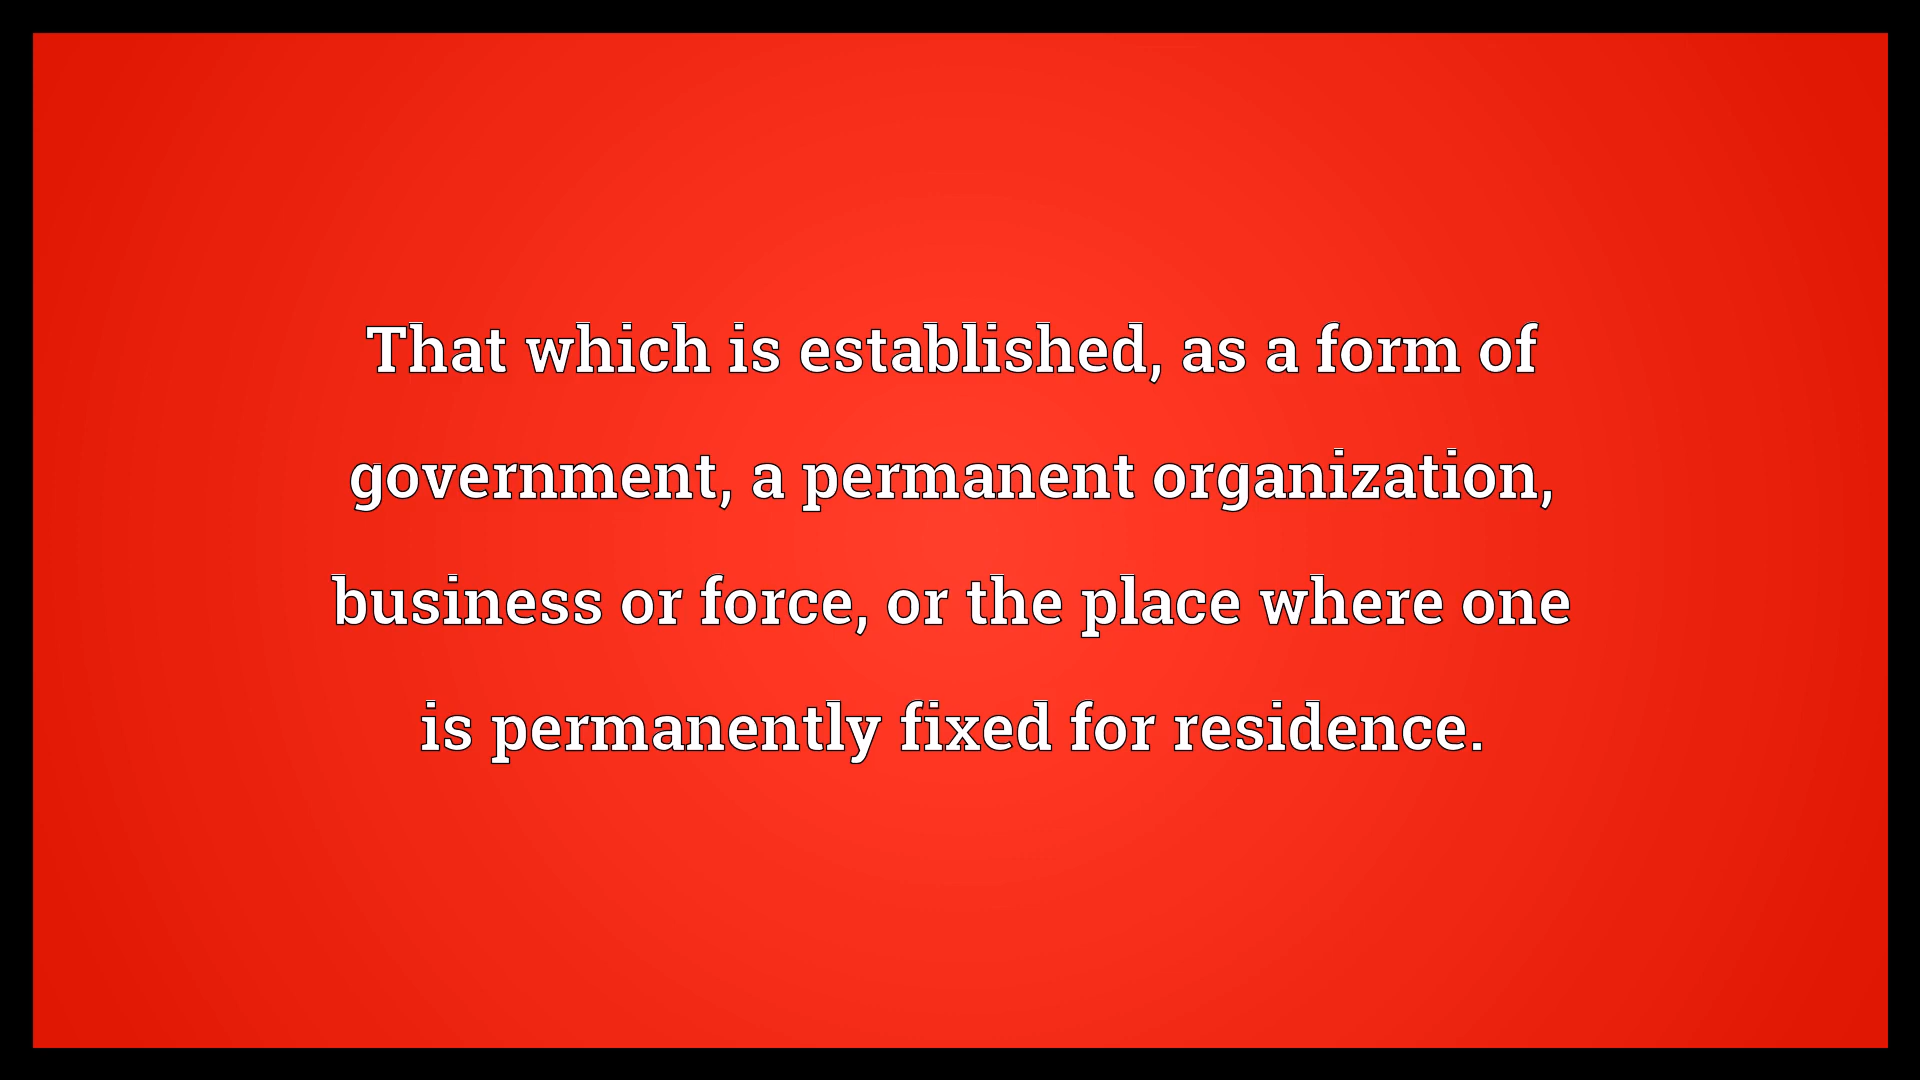 That which is established, as a form of
government, a permanent organization,
business or force, or the place where one
is permanently fixed for residence.